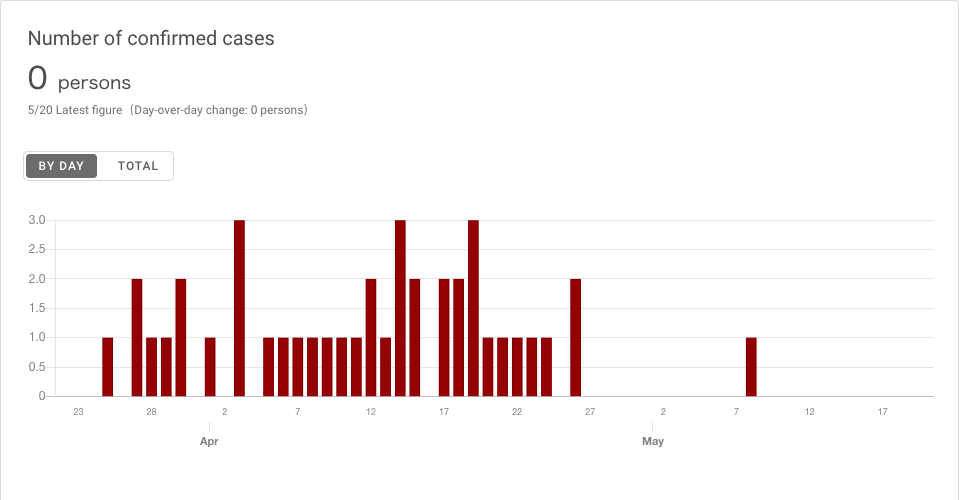 Number of confirmed cases
0 persons
5/20 Latest figure（Day-over-day change: 0 persons）
BY DAY TOTAL
3.0
2.5
2.0
1.5
1.0
0.5
0
23 28 2 7 12 17 22 27 2 7 12 17
Apr May